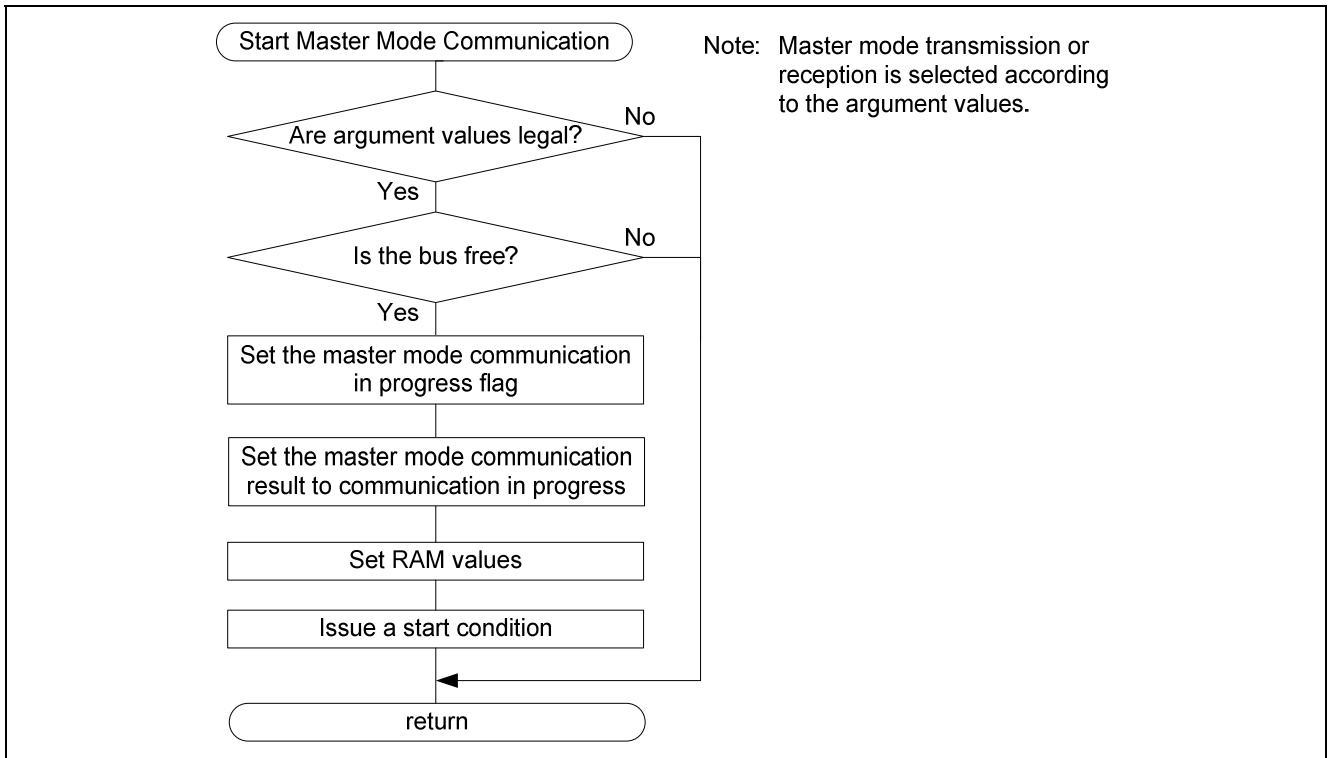 Start Master Mode Communication
Note: Master mode transmission or
reception is selected according
to the argument values.
Are argument values legal?
No
Yes
Is the bus free?
No
Yes
Set the master mode communication
in progress flag
Set the master mode communication
result to communication in progress
Set RAM values
Issue a start condition
return